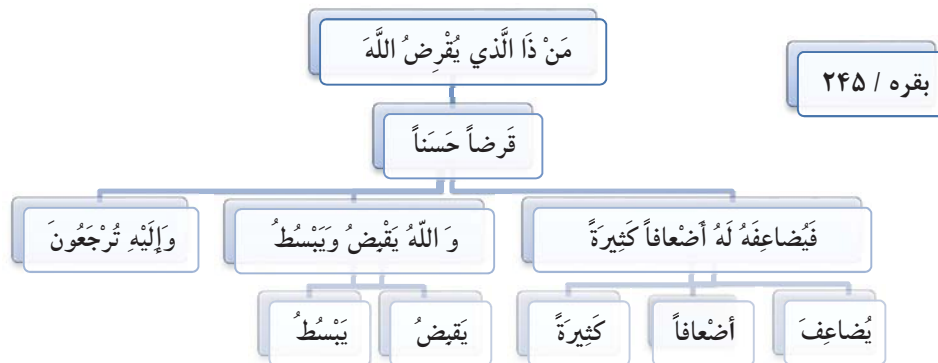 مَنْ ذَا الَّذي يُقْرِضُ اللَّهَ
بقره / ۲۴۵
قَرضاً حَسَناً
فَيُضاعِفَهُ لَهُ أَضْعافاً كَثِيرَةً
وَ اللّهُ يَقْبِضُ وَيَبْسُطُ
وَإِلَيْهِ تُرْجَعُونَ
يُضاعِفَ
أضْعافاً
كَثِيرَةً
يَقبِضُ
يَبْسُطُ